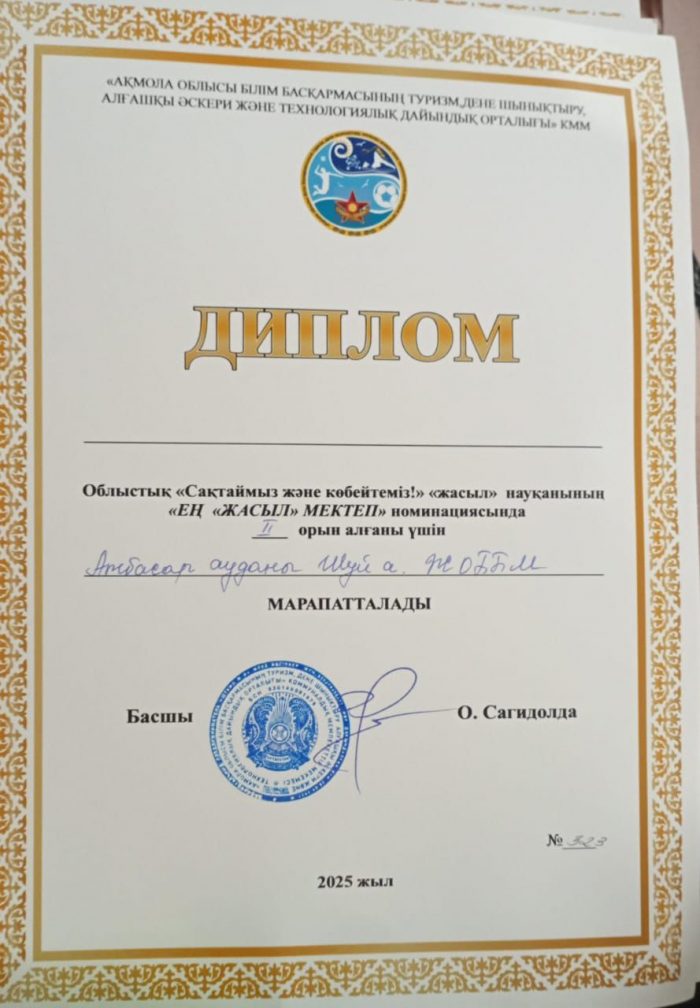 «АҚМОЛА ОБЛЫСЫ БІЛІМ БАСҚАРМАСЫНЫҢ ТУРИЗМ,ДЕНЕ ШЫНЫҚТЫРУ,
АЛҒАШҚЫ ӘСКЕРИ ЖӘНЕ ТЕХНОЛОГИЯЛЫҚ ДАЙЫНДЫҚ ОРТАЛЫҒЫ» КММ
ДИПЛОМ
Облыстық «Сақтаймыз және көбейтеміз!» «жасыл» науқанының
«ЕҢ «ЖАСЫЛ» МЕКТЕП» номинациясында
II орын алғаны үшін
Атбасар ауданы Шуй а. ЖОББМ
МАРАПАТТАЛАДЫ
Басшы
О. Сагидолда
№ 323
2025 жыл